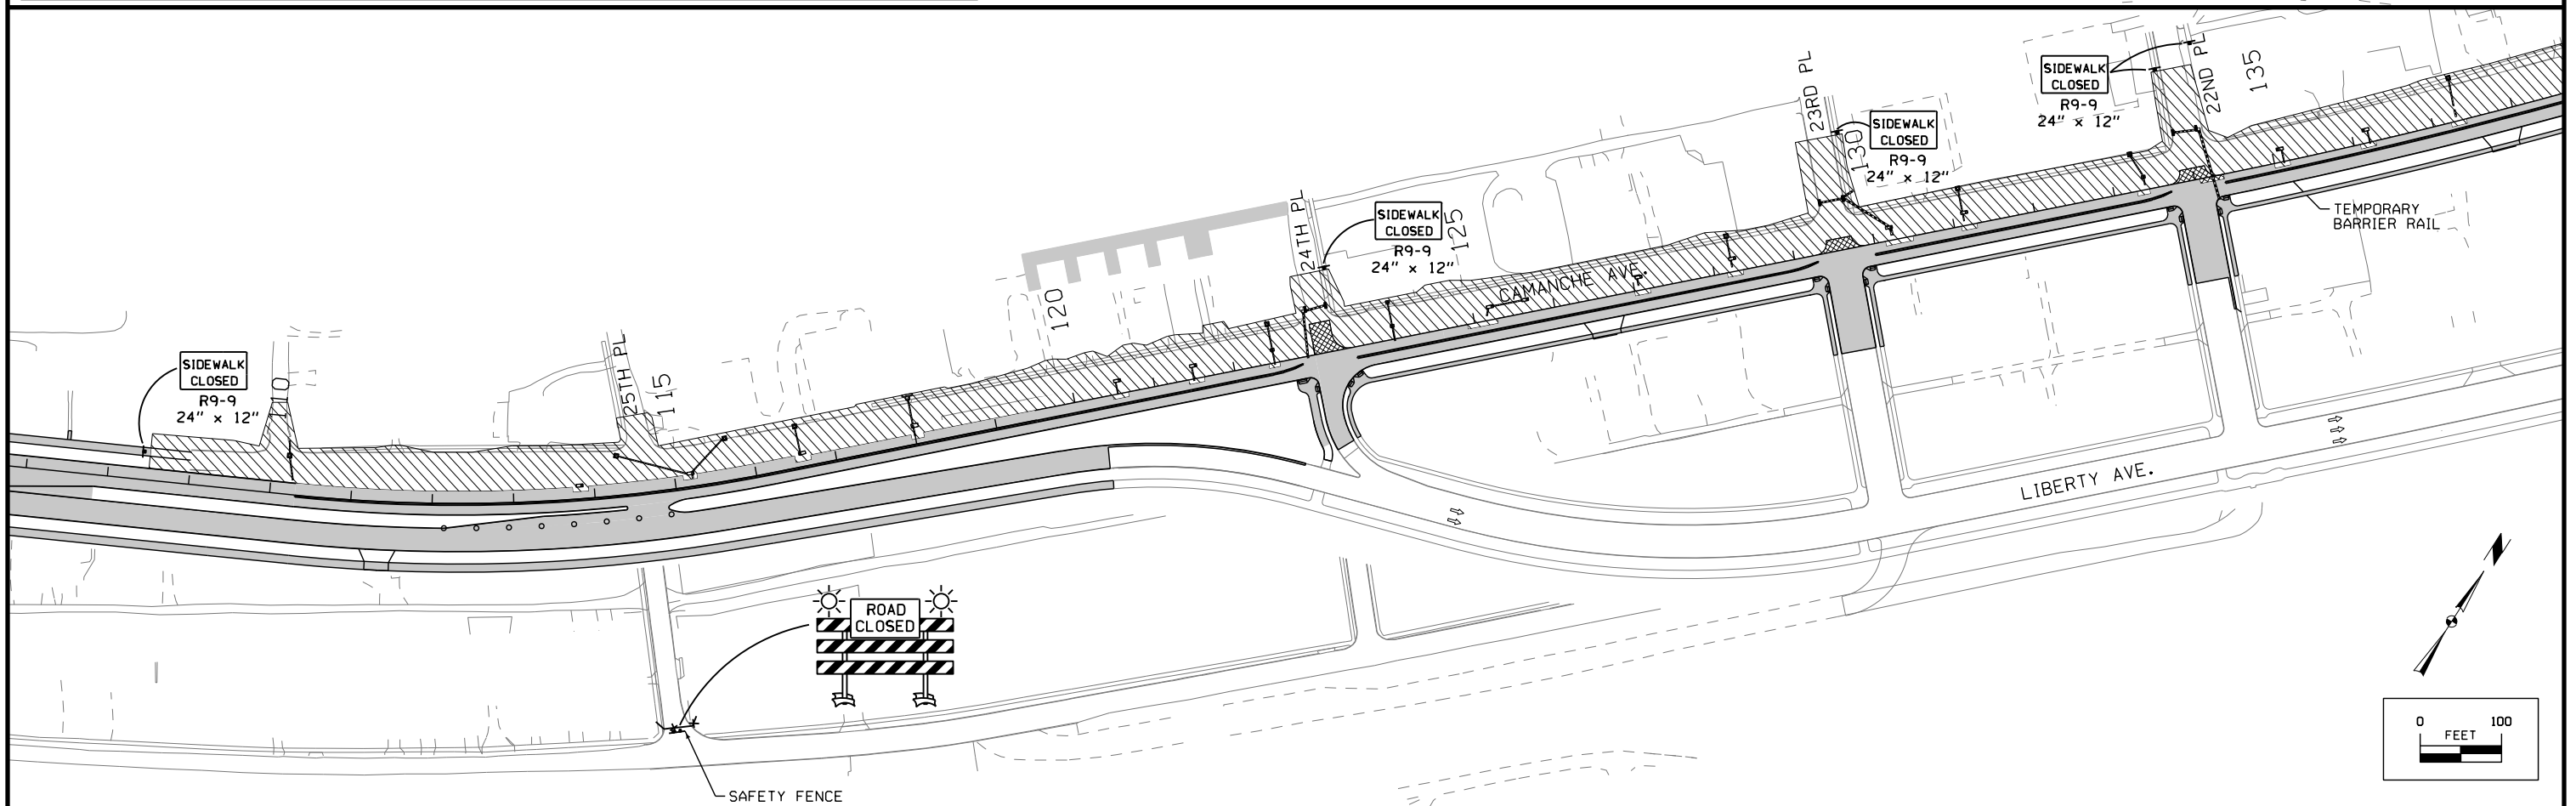 SIDEWALK
CLOSED
R9-9
24" x 12"
110
25TH PL
115
120
24TH PL
SIDEWALK
CLOSED
R9-9
24" x 12"
125
CAMANCHE AVE.
23RD PL
130
SIDEWALK
CLOSED
R9-9
24" x 12"
SIDEWALK
CLOSED
R9-9
24" x 12"
22ND PL
135
TEMPORARY
BARRIER RAIL
LIBERTY AVE.
ROAD
CLOSED
SAFETY FENCE
0 100
FEET